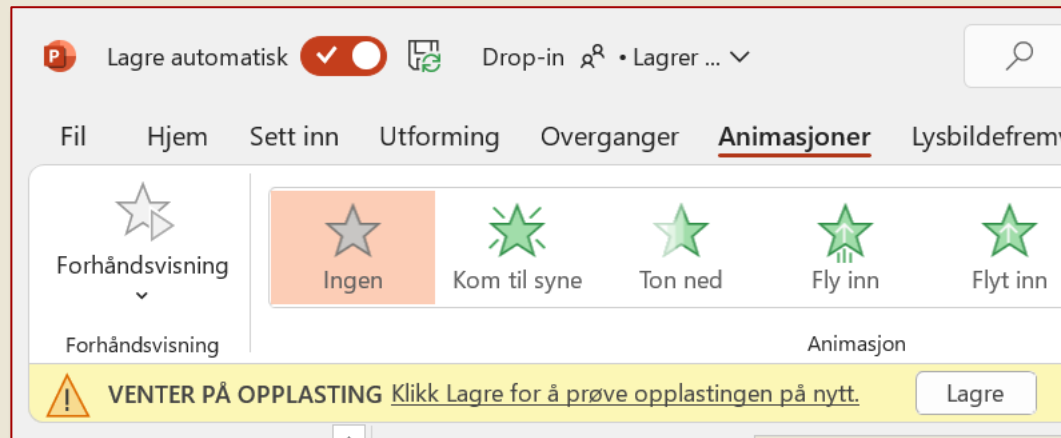 Lagre automatisk Drop-in • Lagrer ...
Fil Hjem Sett inn Utforming Overganger Animasjoner Lysbildefrem
Forhåndsvisning Ingen Kom til syne Ton ned Fly inn Flyt inn
Forhåndsvisning Animasjon
VENTER PÅ OPPLASTING Klikk Lagre for å prøve opplastingen på nytt. Lagre